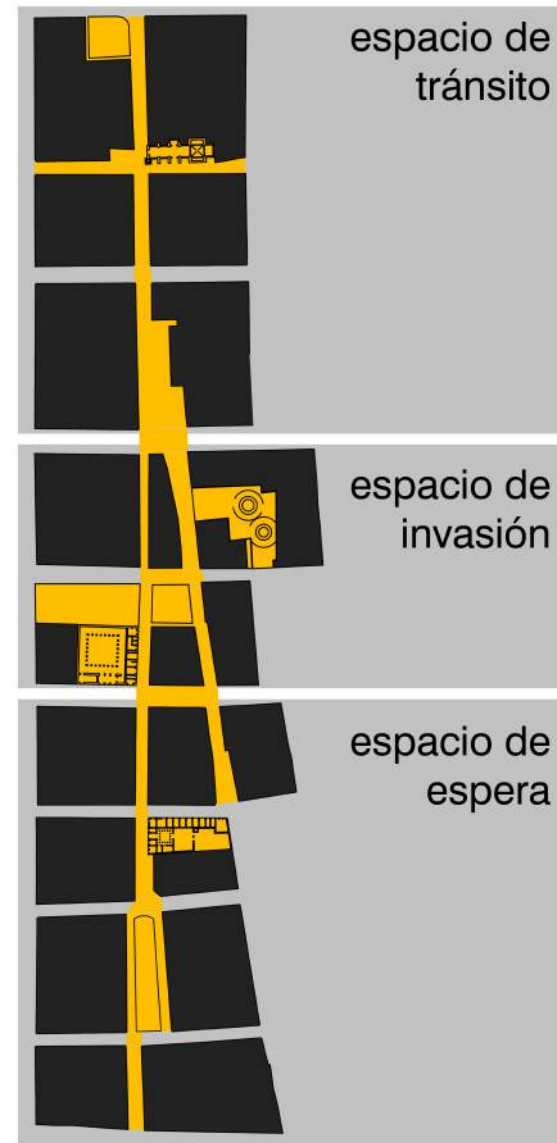 espacio de
tránsito
espacio de
invasión
espacio de
espera